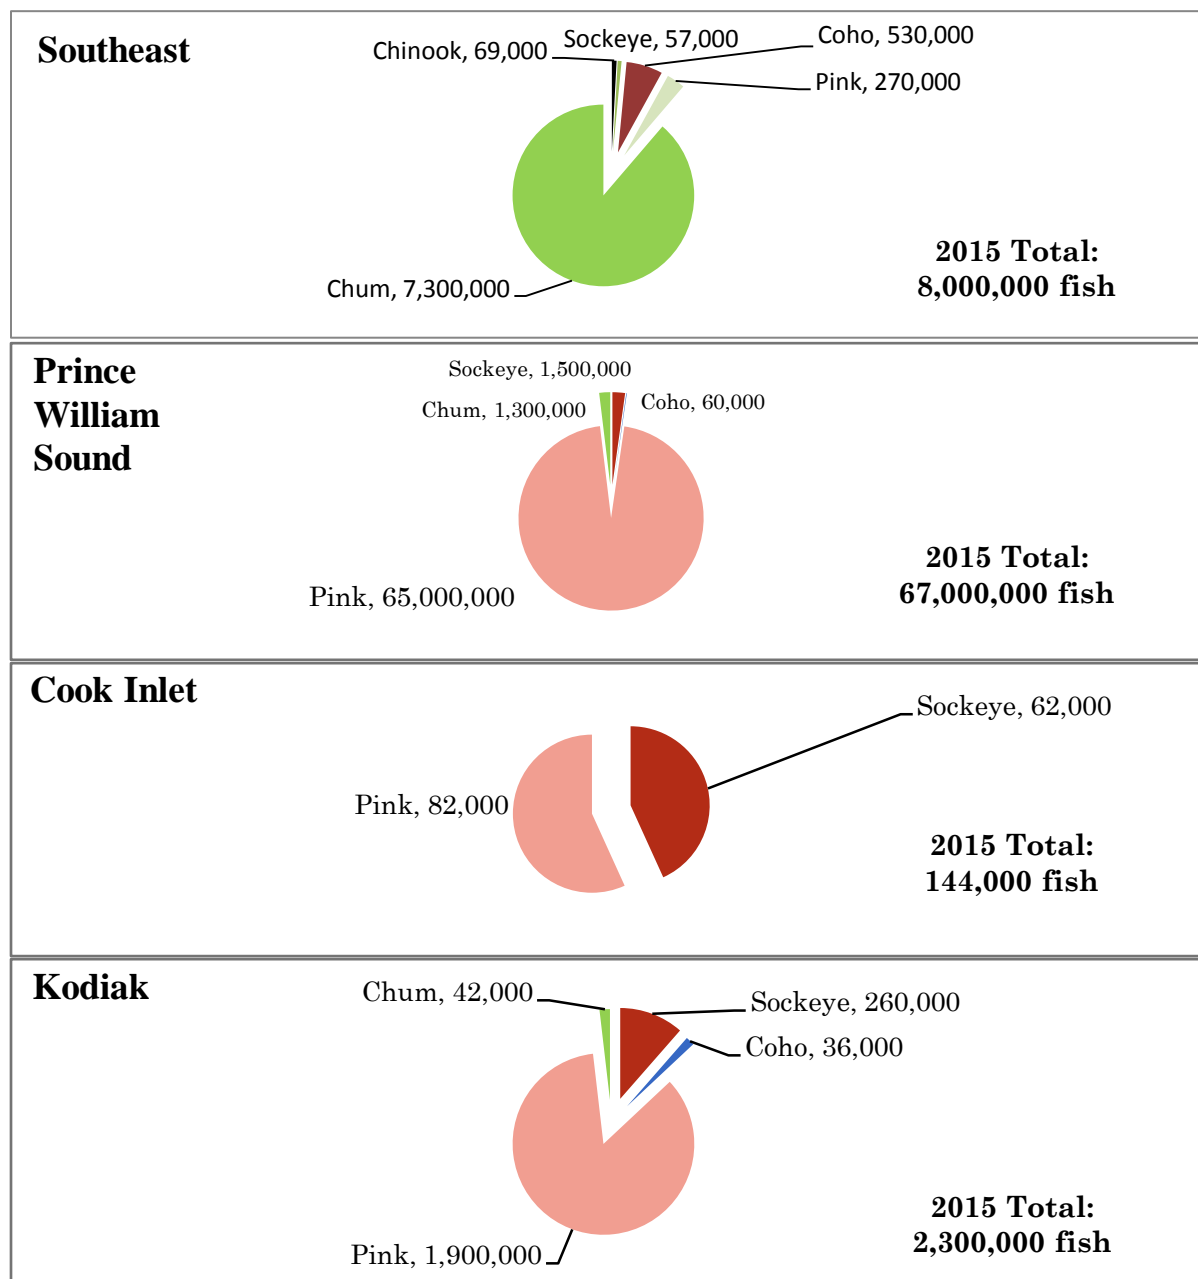 Southeast
Chinook, 69,000
Sockeye, 57,000
Coho, 530,000
Pink, 270,000
Chum, 7,300,000
2015 Total:
8,000,000 fish
Prince
William
Sound
Sockeye, 1,500,000
Chum, 1,300,000
Coho, 60,000
Pink, 65,000,000
2015 Total:
67,000,000 fish
Cook Inlet
Sockeye, 62,000
Pink, 82,000
2015 Total:
144,000 fish
Kodiak
Chum, 42,000
Sockeye, 260,000
Coho, 36,000
Pink, 1,900,000
2015 Total:
2,300,000 fish